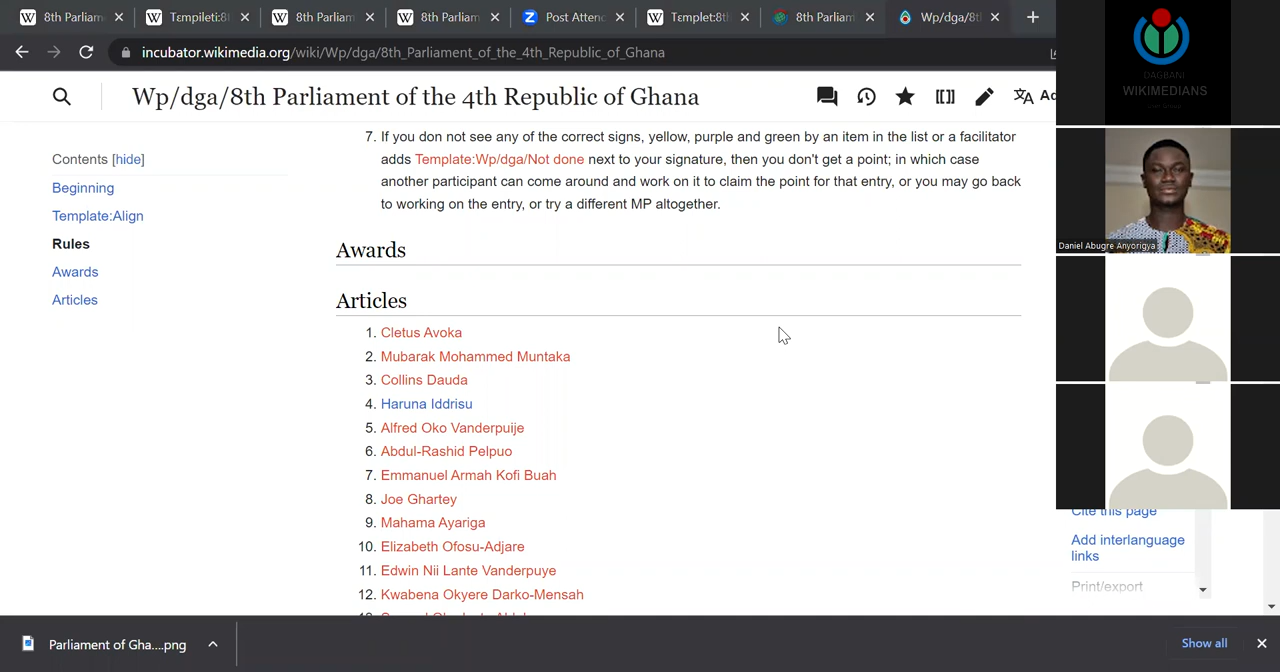 8th Parliam
Tɛmpileti:8t
8th Parliam
8th Parliam
Post Attend
Tɛmplet:8t
8th Parliam
Wp/dga/8t
incubator.wikimedia.org/wiki/Wp/dga/8th_Parliament_of_the_4th_Republic_of_Ghana
Wp/dga/8th Parliament of the 4th Republic of Ghana
Contents [hide]
Beginning
Template:Align
Rules
Awards
Articles
7. If you don not see any of the correct signs, yellow, purple and green by an item in the list or a facilitator
adds Template:Wp/dga/Not done next to your signature, then you don't get a point; in which case
another participant can come around and work on it to claim the point for that entry, or you may go back
to working on the entry, or try a different MP altogether.
Awards
Articles
1. Cletus Avoka
2. Mubarak Mohammed Muntaka
3. Collins Dauda
4. Haruna Iddrisu
5. Alfred Oko Vanderpuije
6. Abdul-Rashid Pelpuo
7. Emmanuel Armah Kofi Buah
8. Joe Ghartey
9. Mahama Ayariga
10. Elizabeth Ofosu-Adjare
11. Edwin Nii Lante Vanderpuye
12. Kwabena Okyere Darko-Mensah
DAGBANI
WIKIMEDIANS
Daniel Abugre Anyorigya
Cite this page
Add interlanguage
links
Print/export
Parliament of Gha....png
Show all